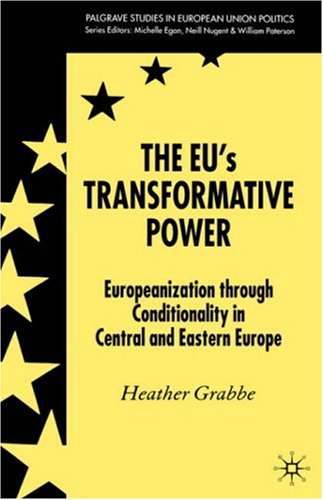 PALGRAVE STUDIES IN EUROPEAN UNION POLITICS
Series Editors: Michelle Egan, Neill Nugent & William Paterson
THE EU's
TRANSFORMATIVE
POWER
Europeanization through
Conditionality in
Central and Eastern Europe
Heather Grabbe